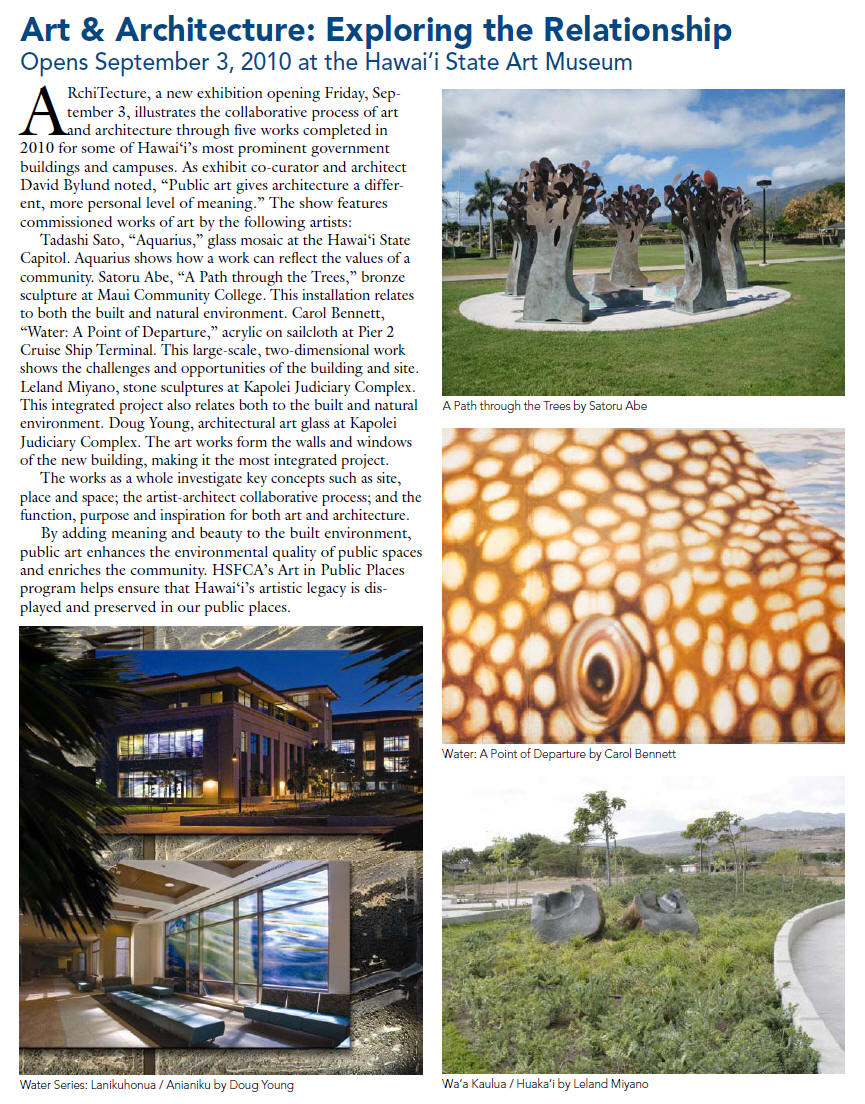 Art & Architecture: Exploring the Relationship
Opens September 3, 2010 at the Hawai‘i State Art Museum
ARchiTecture, a new exhibition opening Friday, Sep-
tember 3, illustrates the collaborative process of art
and architecture through five works completed in
2010 for some of Hawai‘i’s most prominent government
buildings and campuses. As exhibit co-curator and architect
David Bylund noted, “Public art gives architecture a differ-
ent, more personal level of meaning.” The show features
commissioned works of art by the following artists:
Tadashi Sato, “Aquarius,” glass mosaic at the Hawai‘i State
Capitol. Aquarius shows how a work can reflect the values of a
community. Satoru Abe, “A Path through the Trees,” bronze
sculpture at Maui Community College. This installation relates
to both the built and natural environment. Carol Bennett,
“Water: A Point of Departure,” acrylic on sailcloth at Pier 2
Cruise Ship Terminal. This large-scale, two-dimensional work
shows the challenges and opportunities of the building and site.
Leland Miyano, stone sculptures at Kapolei Judiciary Complex.
This integrated project also relates both to the built and natural
environment. Doug Young, architectural art glass at Kapolei
Judiciary Complex. The art works form the walls and windows
of the new building, making it the most integrated project.
The works as a whole investigate key concepts such as site,
place and space; the artist-architect collaborative process; and the
function, purpose and inspiration for both art and architecture.
By adding meaning and beauty to the built environment,
public art enhances the environmental quality of public spaces
and enriches the community. HSFCA’s Art in Public Places
program helps ensure that Hawai‘i’s artistic legacy is dis-
played and preserved in our public places.
Water Series: Lanikuhonua / Anianiku by Doug Young
A Path through the Trees by Satoru Abe
Water: A Point of Departure by Carol Bennett
Wa‘a Kaulua / Huaka‘i by Leland Miyano